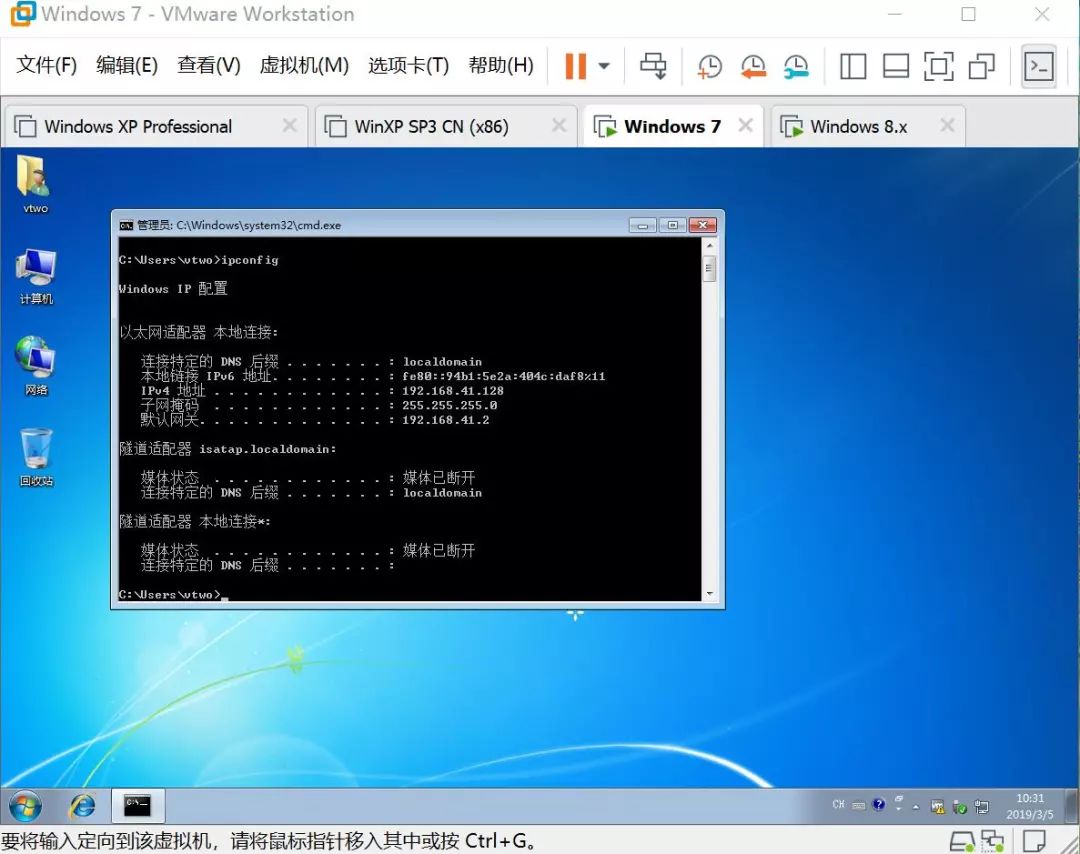 Windows 7 - VMware Workstation
文件(F) 编辑(E) 查看(V) 虚拟机(M) 选项卡(T) 帮助(H)
Windows XP Professional WinXP SP3 CN (x86) Windows 7 Windows 8.x
vtwo
计算机
网络
回收站
管理员: C:\Windows\system32\cmd.exe
C:\Users\vtwo>ipconfig
Windows IP 配置
以太网适配器 本地连接:
连接特定的 DNS 后缀 . . . . . . . : localdomain
本地链接 IPv6 地址. . . . . . . . : fe80::94b1:5e2a:404c:daf8%11
IPv4 地址 . . . . . . . . . . . . : 192.168.41.128
子网掩码 . . . . . . . . . . . . : 255.255.255.0
默认网关. . . . . . . . . . . . . : 192.168.41.2
隧道适配器 isatap.localdomain:
媒体状态 . . . . . . . . . . . . : 媒体已断开
连接特定的 DNS 后缀 . . . . . . . : localdomain
隧道适配器 本地连接*:
媒体状态 . . . . . . . . . . . . : 媒体已断开
连接特定的 DNS 后缀 . . . . . . . :
C:\Users\vtwo>_
CH
10:31
2019/3/5
要将输入定向到该虚拟机，请将鼠标指针移入其中或按 Ctrl+G。